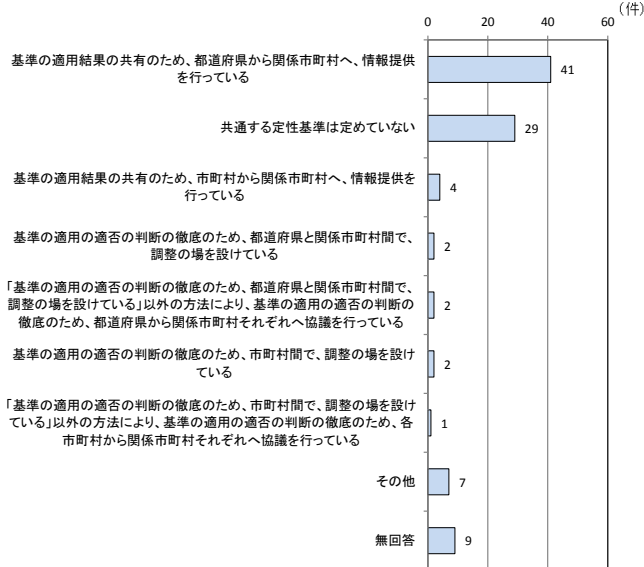 (件)
0 20 40 60
基準の適用結果の共有のため、都道府県から関係市町村へ、情報提供
を行っている
41
共通する定性基準は定めていない
29
基準の適用結果の共有のため、市町村から関係市町村へ、情報提供を
行っている
4
基準の適用の適否の判断の徹底のため、都道府県と関係市町村間で、
調整の場を設けている
2
「基準の適用の適否の判断の徹底のため、都道府県と関係市町村間で、
調整の場を設けている」以外の方法により、基準の適用の適否の判断の
徹底のため、都道府県から関係市町村それぞれへ協議を行っている
2
基準の適用の適否の判断の徹底のため、市町村間で、調整の場を設け
ている
2
「基準の適用の適否の判断の徹底のため、市町村間で、調整の場を設け
ている」以外の方法により、基準の適用の適否の判断の徹底のため、各
市町村から関係市町村それぞれへ協議を行っている
1
その他
7
無回答
9